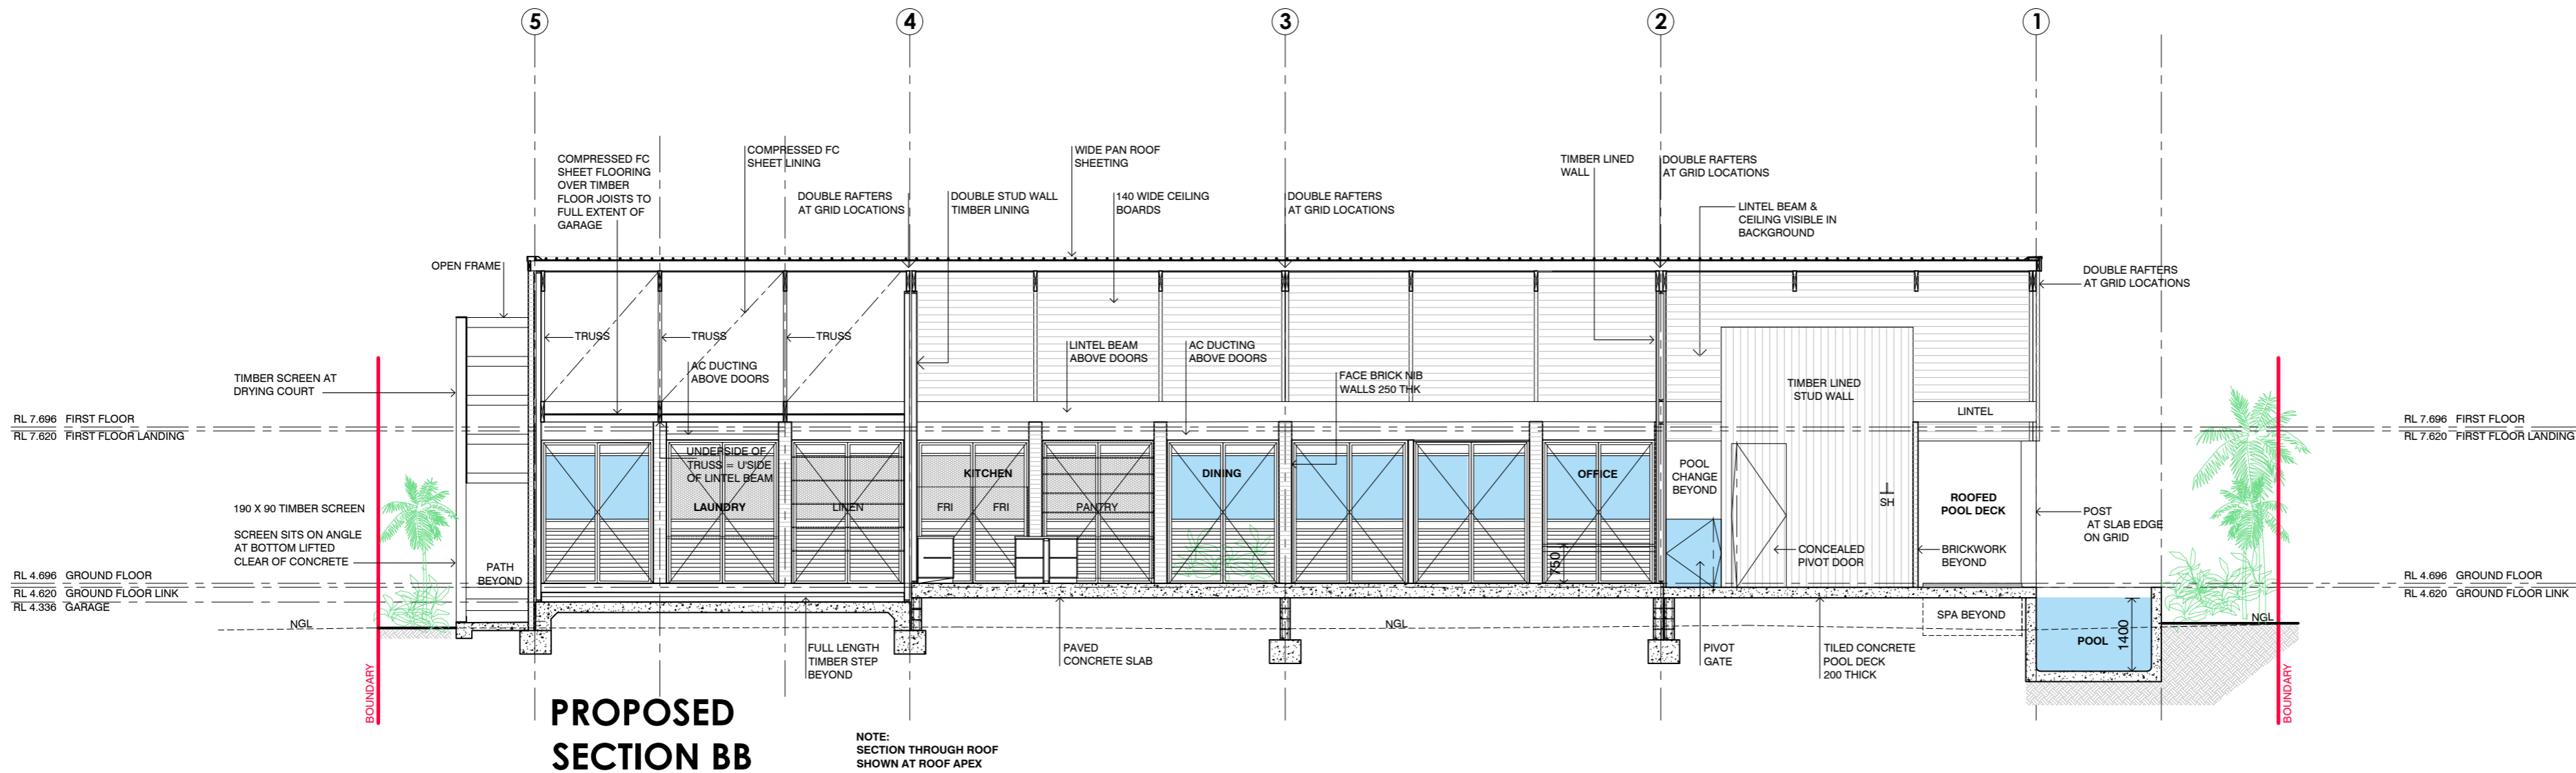 5
4
3
2
1
COMPRESSED FC
SHEET FLOORING
OVER TIMBER
FLOOR JOISTS TO
FULL EXTENT OF
GARAGE
COMPRESSED FC
SHEET LINING
DOUBLE RAFTERS
AT GRID LOCATIONS
DOUBLE STUD WALL
TIMBER LINING
WIDE PAN ROOF
SHEETING
140 WIDE CEILING
BOARDS
DOUBLE RAFTERS
AT GRID LOCATIONS
TIMBER LINED
WALL
DOUBLE RAFTERS
AT GRID LOCATIONS
LINTEL BEAM &
CEILING VISIBLE IN
BACKGROUND
OPEN FRAME
DOUBLE RAFTERS
AT GRID LOCATIONS
TRUSS
TRUSS
TRUSS
AC DUCTING
ABOVE DOORS
LINTEL BEAM
ABOVE DOORS
AC DUCTING
ABOVE DOORS
FACE BRICK NIB
WALLS 250 THK
TIMBER LINED
STUD WALL
LINTEL
TIMBER SCREEN AT
DRYING COURT
RL 7.696 FIRST FLOOR
RL 7.620 FIRST FLOOR LANDING
RL 7.696 FIRST FLOOR
RL 7.620 FIRST FLOOR LANDING
UNDERSIDE OF
TRUSS = U'SIDE
OF LINTEL BEAM
LAUNDRY
LINEN
KITCHEN
FRI
FRI
PANTRY
DINING
OFFICE
750
POOL
CHANGE
BEYOND
SH
ROOFED
POOL DECK
POST
AT SLAB EDGE
ON GRID
190 X 90 TIMBER SCREEN
SCREEN SITS ON ANGLE
AT BOTTOM LIFTED
CLEAR OF CONCRETE
PATH
BEYOND
CONCEALED
PIVOT DOOR
BRICKWORK
BEYOND
RL 4.696 GROUND FLOOR
RL 4.620 GROUND FLOOR LINK
RL 4.336 GARAGE
RL 4.696 GROUND FLOOR
RL 4.620 GROUND FLOOR LINK
NGL
NGL
NGL
SPA BEYOND
POOL
1400
FULL LENGTH
TIMBER STEP
BEYOND
PAVED
CONCRETE SLAB
PIVOT
GATE
TILED CONCRETE
POOL DECK
200 THICK
BOUNDARY
BOUNDARY
PROPOSED
SECTION BB
NOTE:
SECTION THROUGH ROOF
SHOWN AT ROOF APEX